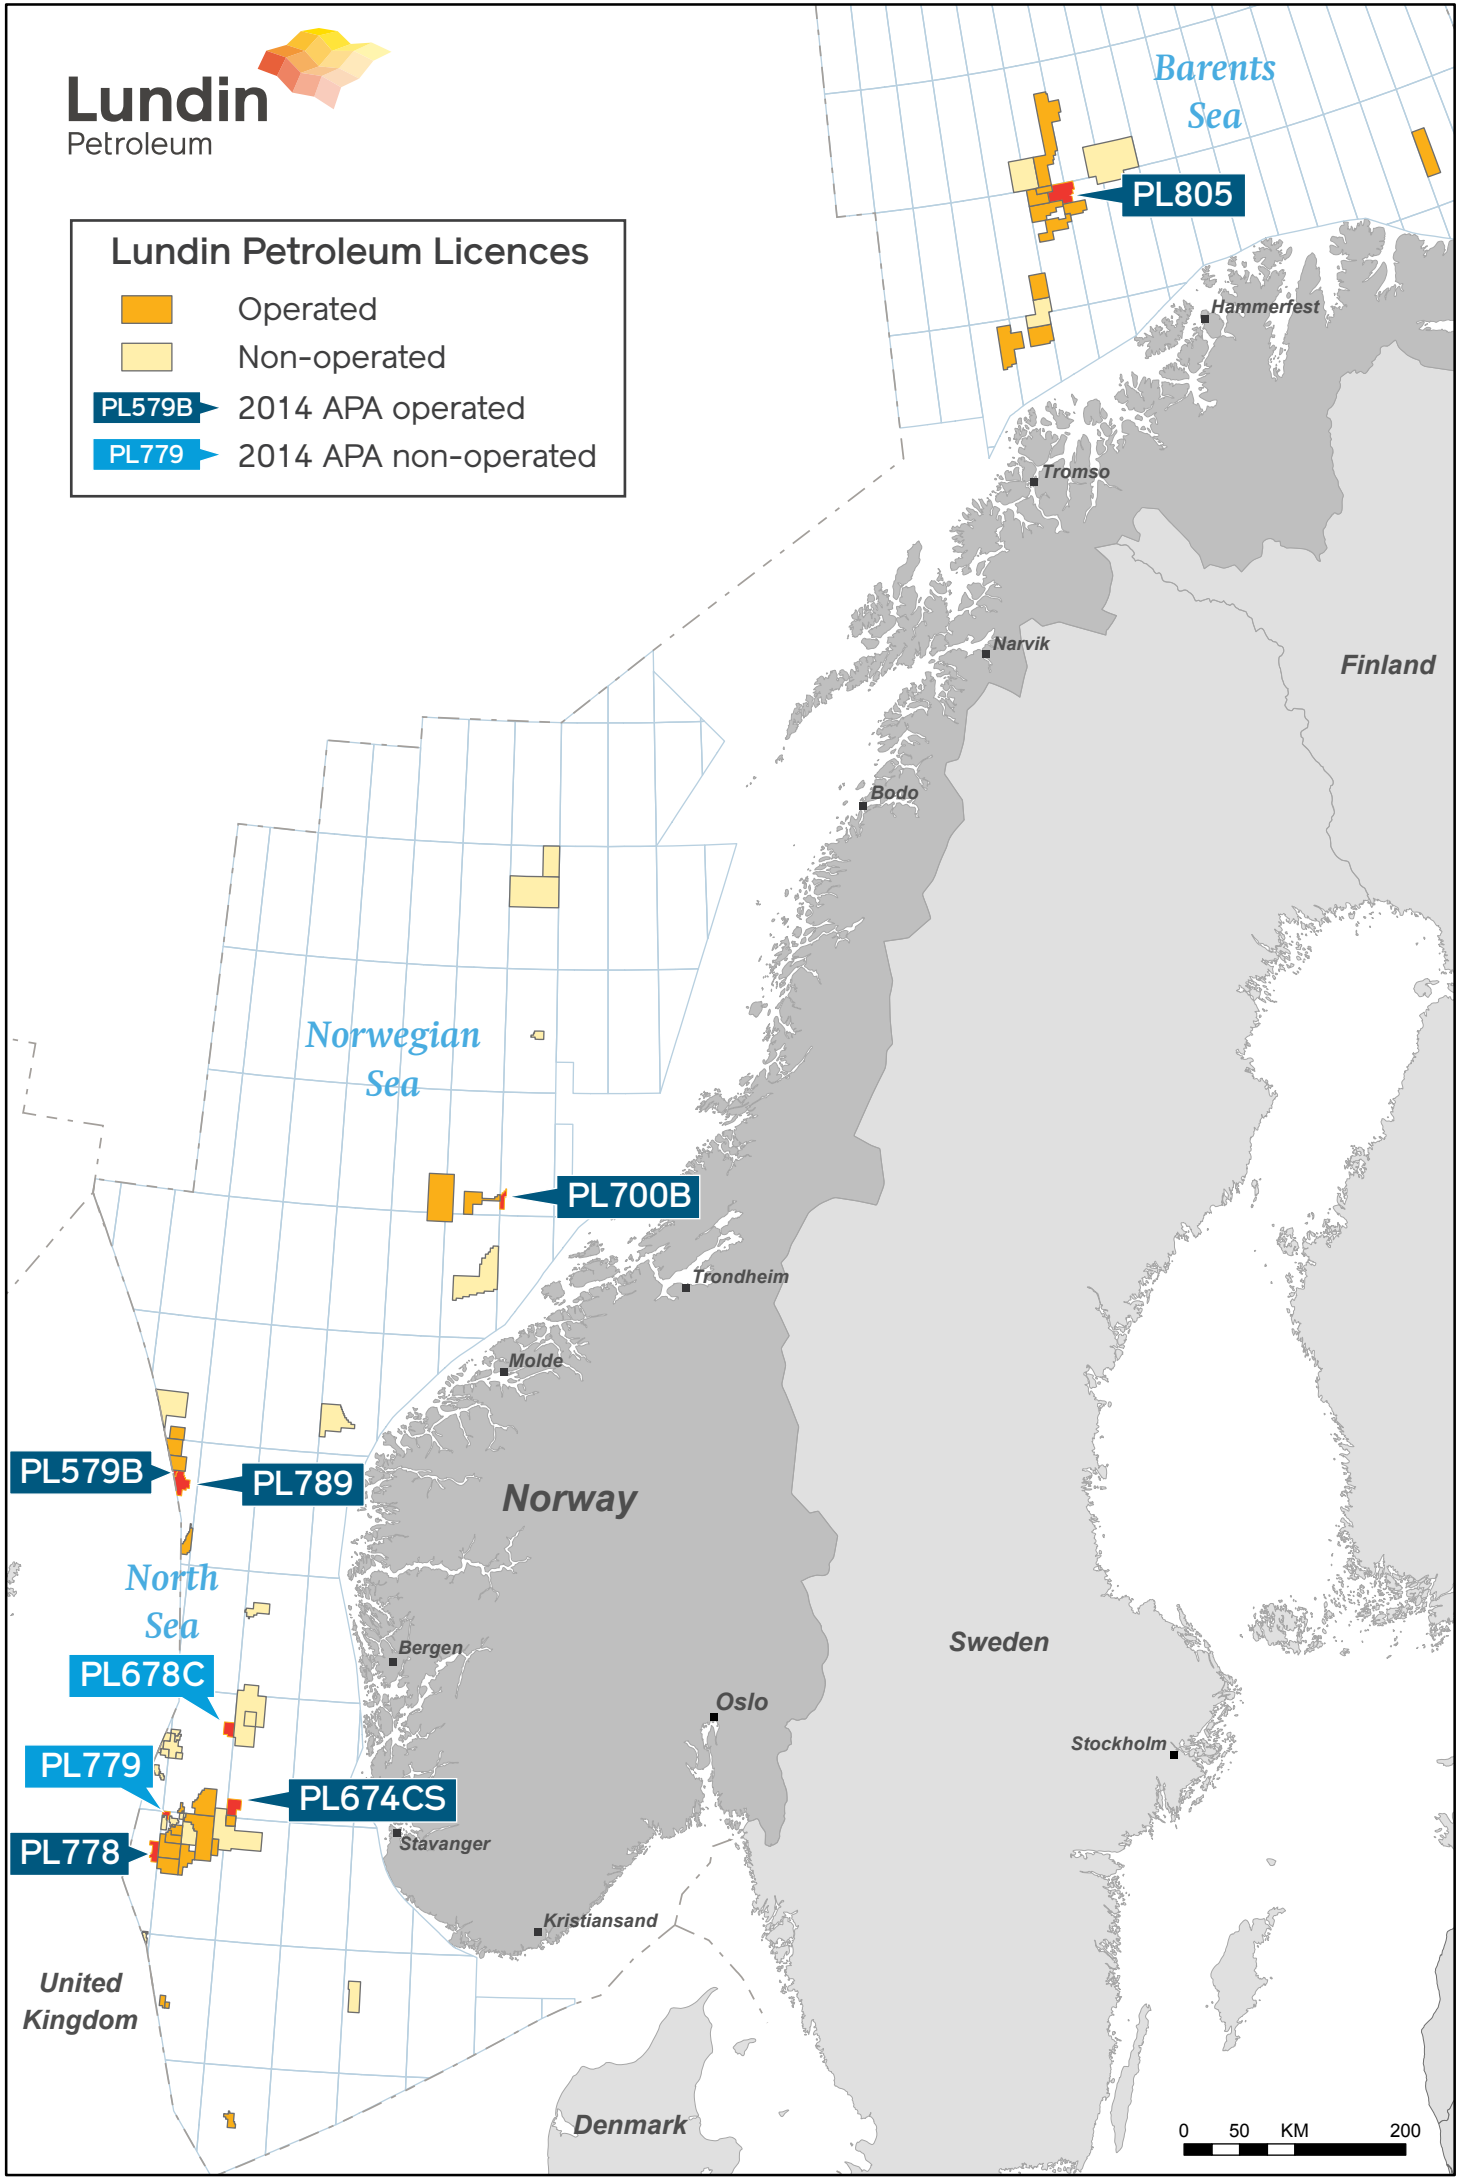 Lundin
Petroleum
Barents
Sea
PL805
Lundin Petroleum Licences
Operated
Non-operated
PL579B
2014 APA operated
PL779
2014 APA non-operated
Hammerfest
Tromso
Narvik
Finland
Bodo
Norwegian
Sea
PL700B
Trondheim
Molde
PL579B
PL789
Norway
North
Sea
Bergen
Sweden
PL678C
Oslo
Stockholm
PL779
PL674CS
Stavanger
PL778
Kristiansand
United
Kingdom
Denmark
0 50 KM 200